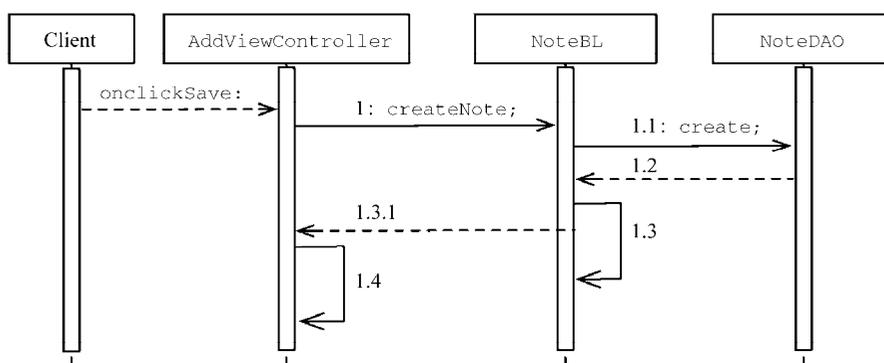 Client
AddViewController
NoteBL
NoteDAO
onclickSave:
1: createNote;
1.1: create;
1.2
1.3.1
1.3
1.4